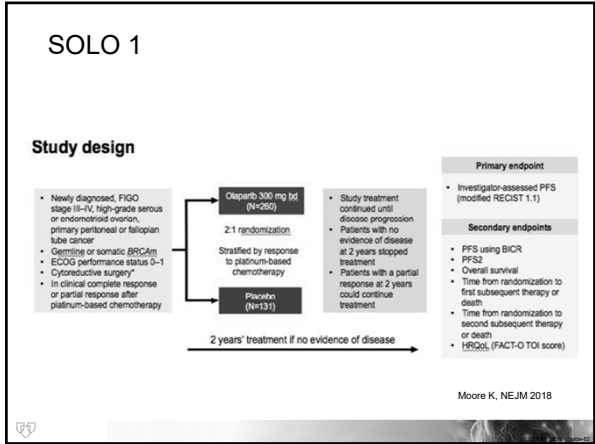 SOLO 1
Study design
• Newly diagnosed, FIGO
stage III–IV, high-grade serous
or endometrioid ovarian,
primary peritoneal or fallopian
tube cancer
• Germline or somatic BRCAm
• ECOG performance status 0–1
• Cytoreductive surgery*
• In clinical complete response
or partial response after
platinum-based chemotherapy
Olaparib 300 mg bd
(N=260)
2:1 randomization
Stratified by response
to platinum-based
chemotherapy
Placebo
(N=131)
• Study treatment
continued until
disease progression
• Patients with no
evidence of disease
at 2 years stopped
treatment
• Patients with a partial
response at 2 years
could continue
treatment
2 years' treatment if no evidence of disease
Primary endpoint
• Investigator-assessed PFS
(modified RECIST 1.1)
Secondary endpoints
• PFS using BICR
• PFS2
• Overall survival
• Time from randomization to
first subsequent therapy or
death
• Time from randomization to
second subsequent therapy
or death
• HRQoL (FACT-O TOI score)
Moore K, NEJM 2018